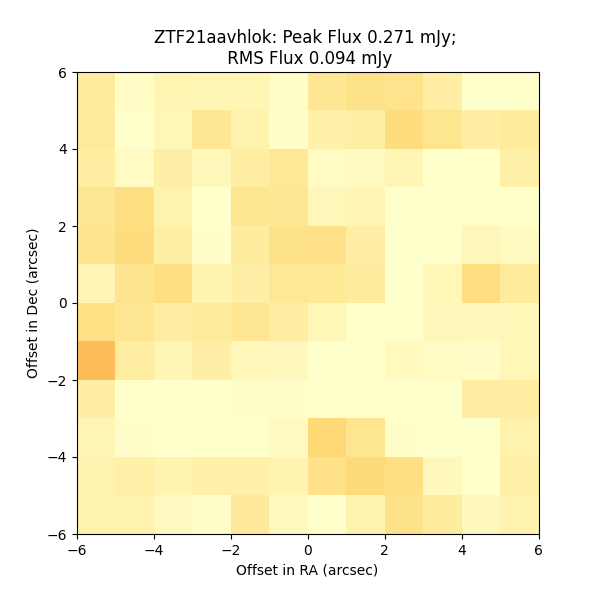 ZTF21aavhlok: Peak Flux 0.271 mJy;
RMS Flux 0.094 mJy
6
4
2
0
−2
−4
−6
Offset in Dec (arcsec)
−6 −4 −2 0 2 4 6
Offset in RA (arcsec)